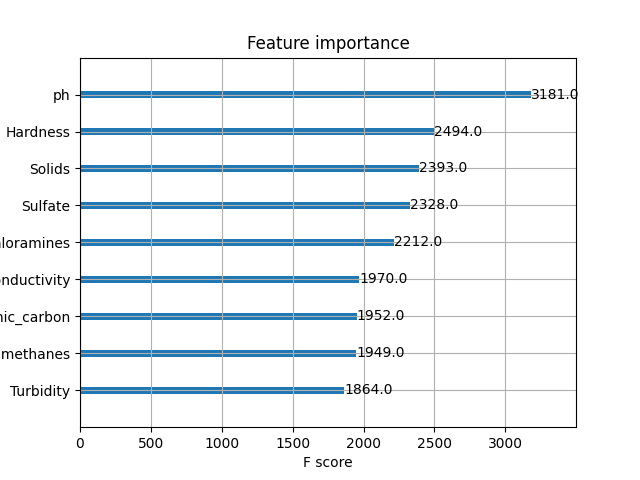 Feature importance
ph 3181.0
Hardness 2494.0
Solids 2393.0
Sulfate 2328.0
loramines 2212.0
nductivity 1970.0
nic_carbon 1952.0
methanes 1949.0
Turbidity 1864.0
0 500 1000 1500 2000 2500 3000
F score